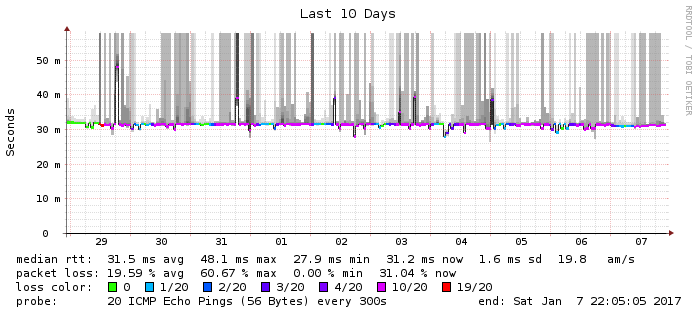 Last 10 Days
RRDTOOL / TOBI OETIKER
Seconds
50 m
40 m
30 m
20 m
10 m
0
29 30 31 01 02 03 04 05 06 07
median rtt: 31.5 ms avg 48.1 ms max 27.9 ms min 31.2 ms now 1.6 ms sd 19.8 am/s
packet loss: 19.59 % avg 60.67 % max 0.00 % min 31.04 % now
loss color: 0 1/20 2/20 3/20 4/20 10/20 19/20
probe: 20 ICMP Echo Pings (56 Bytes) every 300s end: Sat Jan 7 22:05:05 2017